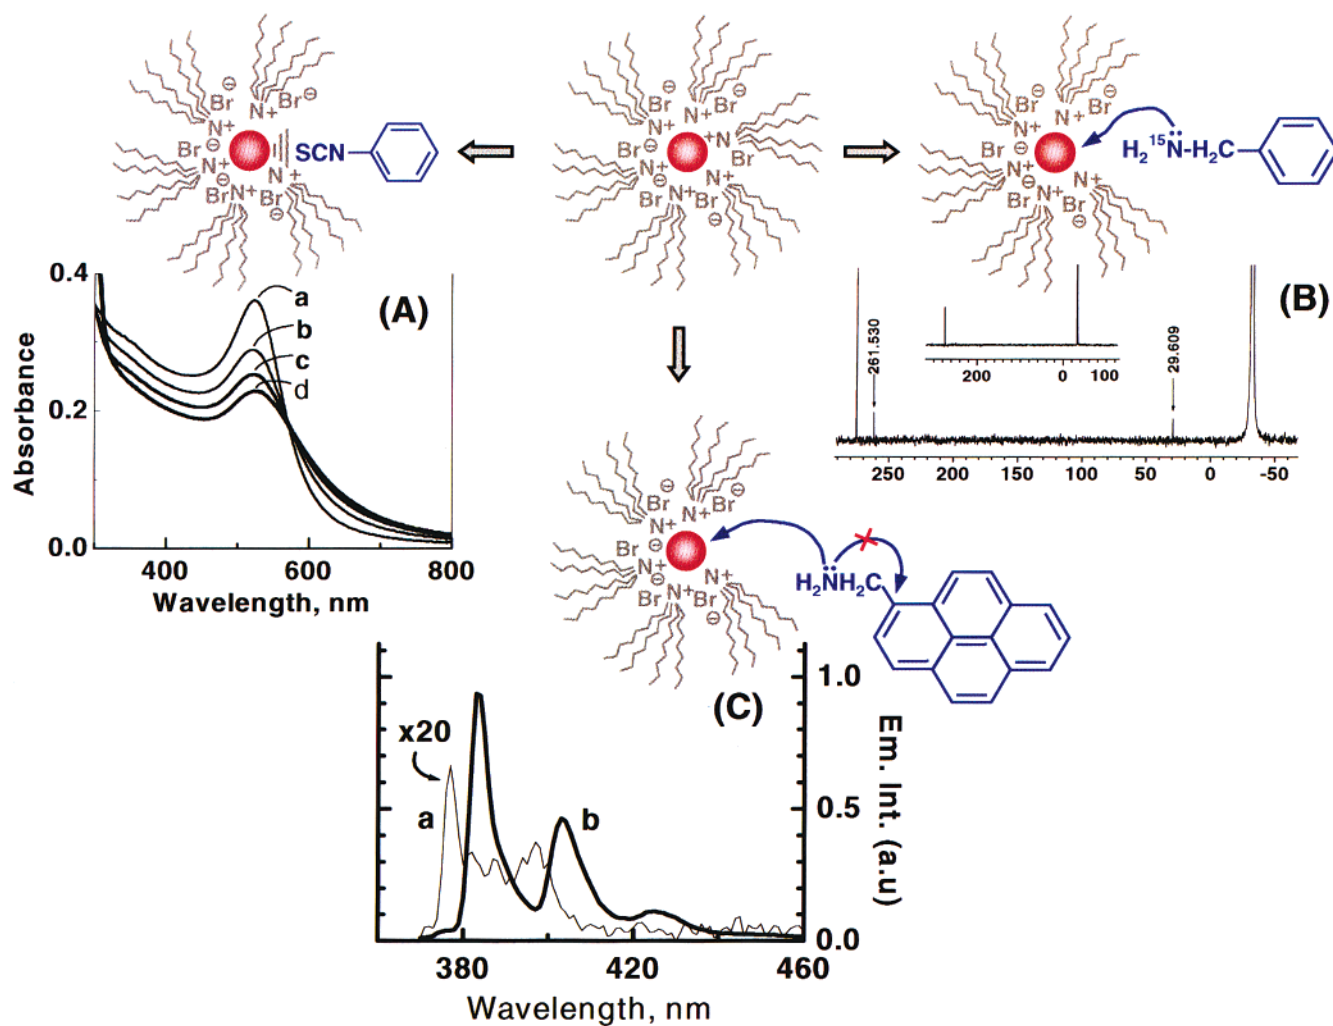 Br ⊖ N+ Br ⊖
N+
Br ⊖
SCN
N+
N+
N+
Br ⊖ Br
⊖
Br ⊖ N+ Br ⊖
N+
+N
Br ⊖
Br
N+
N+
⊖
N+
Br
Br
⊖
Br ⊖ N+ Br ⊖
N+
Br ⊖
H2 15N-H2C
N+
⊖
N+
N+
Br Br
⊖
(A)
0.4
0.2
0.0
Absorbance
a
b
c
d
400 600 800
Wavelength, nm
(B)
261.530
29.609
200 0 100
250 200 150 100 50 0 -50
Br ⊖ N+ Br ⊖
N+
Br ⊖
N+
⊖
N+
N+
Br Br
⊖
H2NH2C
(C)
x20
a
b
1.0
0.5
0.0
Em. Int. (a.u)
380 420 460
Wavelength, nm